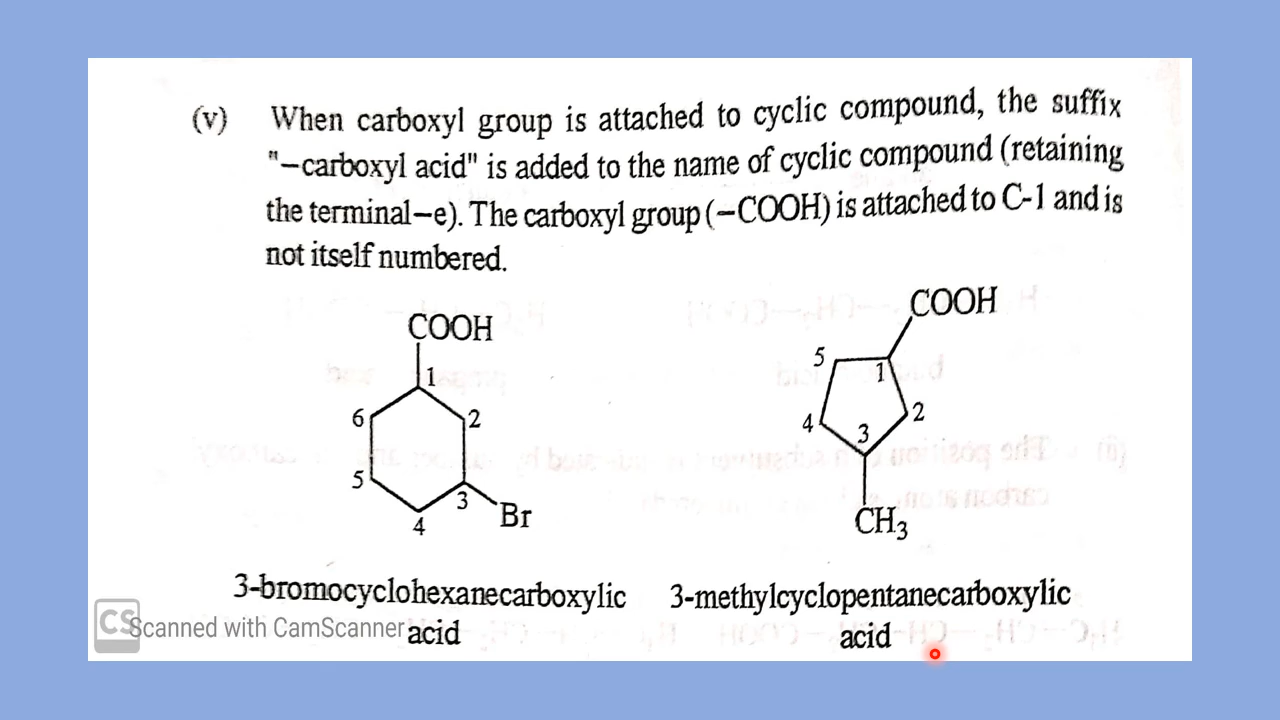 (v) When carboxyl group is attached to cyclic compound, the suffix
"–carboxyl acid" is added to the name of cyclic compound (retaining
the terminal–e). The carboxyl group (–COOH) is attached to C-1 and is
not itself numbered.
COOH
1
6
2
5
3
4
Br
COOH
5
1
4
3
2
CH3
3-bromocyclohexanecarboxylic
acid
3-methylcyclopentanecarboxylic
acid
CS
Scanned with CamScanner